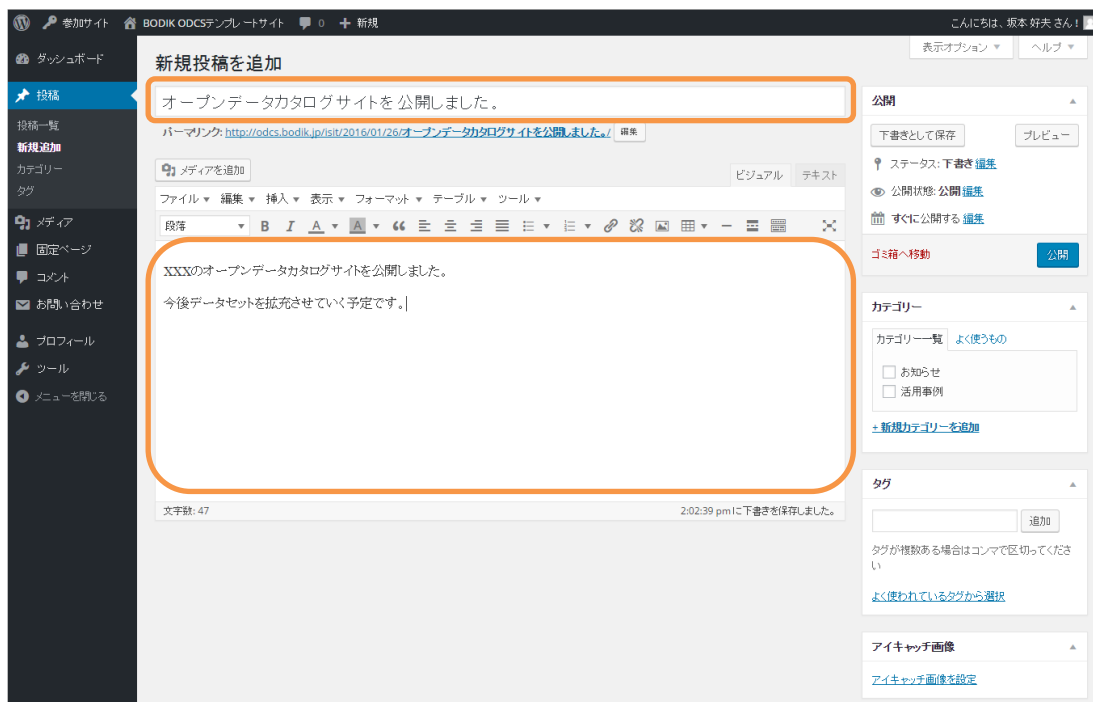 参加サイト BODIK ODCSテンプレートサイト 0 新規 こんにちは、坂本 好夫 さん！
ダッシュボード
投稿
投稿一覧
新規追加
カテゴリー
タグ
メディア
固定ページ
コメント
お問い合わせ
プロフィール
ツール
メニューを閉じる
表示オプション ヘルプ
新規投稿を追加
オープンデータカタログサイトを公開しました。
パーマリンク: http://odcs.bodik.jp/isit/2016/01/26/オープンデータカタログサイトを公開しました。/ 編集
メディアを追加
ビジュアル テキスト
ファイル 編集 挿入 表示 フォーマット テーブル ツール
段落 B I A A
XXXのオープンデータカタログサイトを公開しました。
今後データセットを拡充させていく予定です。
文字数: 47 2:02:39 pm に下書きを保存しました。
公開
下書きとして保存 プレビュー
ステータス: 下書き 編集
公開状態: 公開 編集
すぐに公開する 編集
ゴミ箱へ移動 公開
カテゴリー
カテゴリー一覧 よく使うもの
お知らせ
活用事例
+ 新規カテゴリーを追加
タグ
追加
タグが複数ある場合はコンマで区切ってくださ
い
よく使われているタグから選択
アイキャッチ画像
アイキャッチ画像を設定